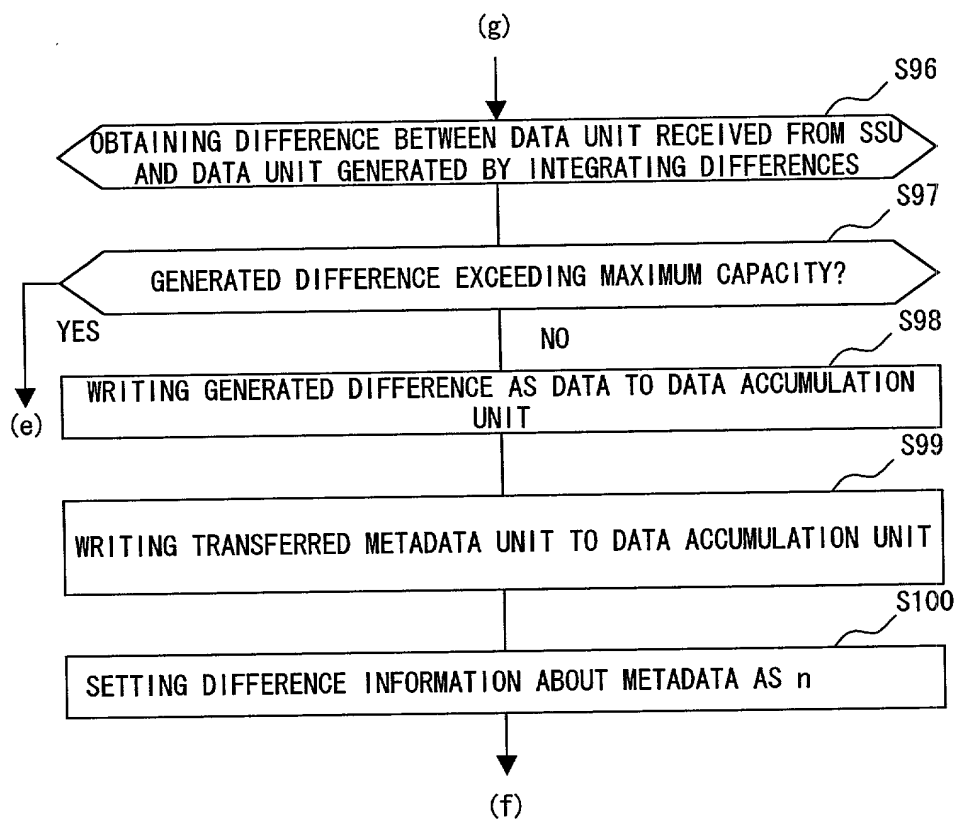 (g)
S96
OBTAINING DIFFERENCE BETWEEN DATA UNIT RECEIVED FROM SSU
AND DATA UNIT GENERATED BY INTEGRATING DIFFERENCES
S97
GENERATED DIFFERENCE EXCEEDING MAXIMUM CAPACITY?
YES
NO
S98
WRITING GENERATED DIFFERENCE AS DATA TO DATA ACCUMULATION
UNIT
(e)
S99
WRITING TRANSFERRED METADATA UNIT TO DATA ACCUMULATION UNIT
S100
SETTING DIFFERENCE INFORMATION ABOUT METADATA AS n
(f)